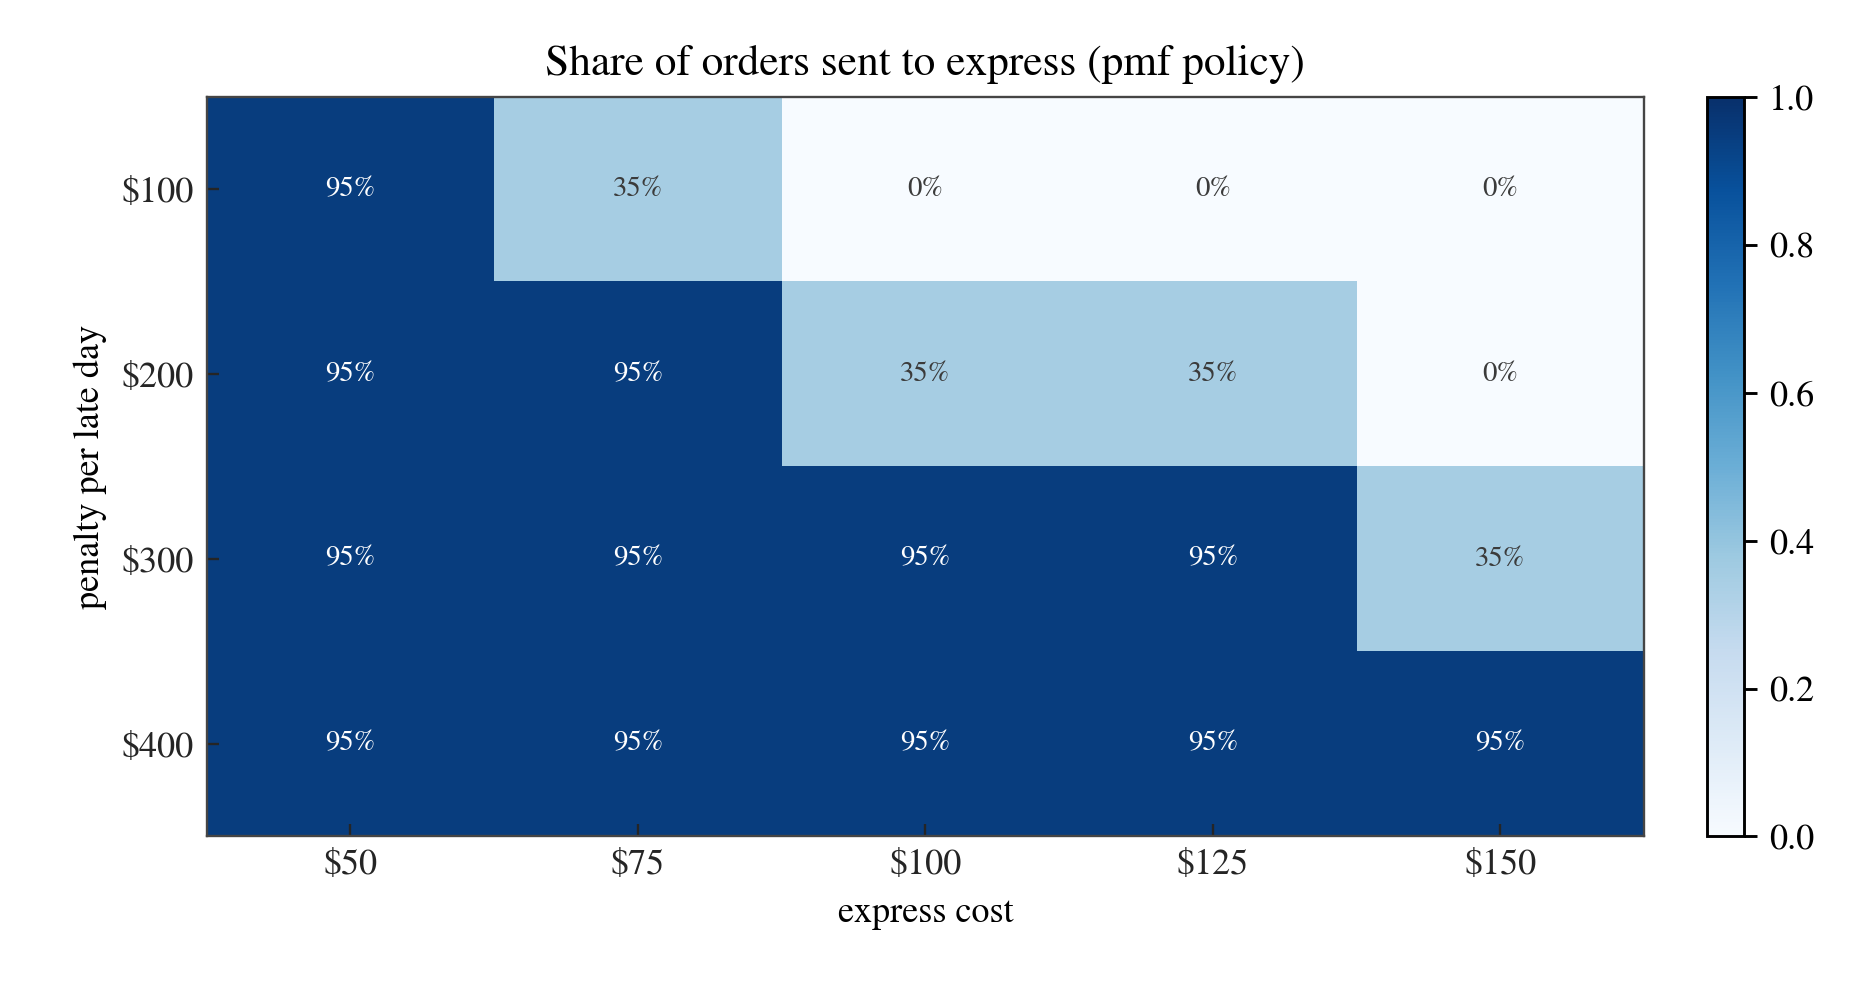 Share of orders sent to express (pmf policy)
penalty per late day
$100 95% 35% 0% 0% 0%
$200 95% 95% 35% 35% 0%
$300 95% 95% 95% 95% 35%
$400 95% 95% 95% 95% 95%
$50 $75 $100 $125 $150
express cost
1.0
0.8
0.6
0.4
0.2
0.0